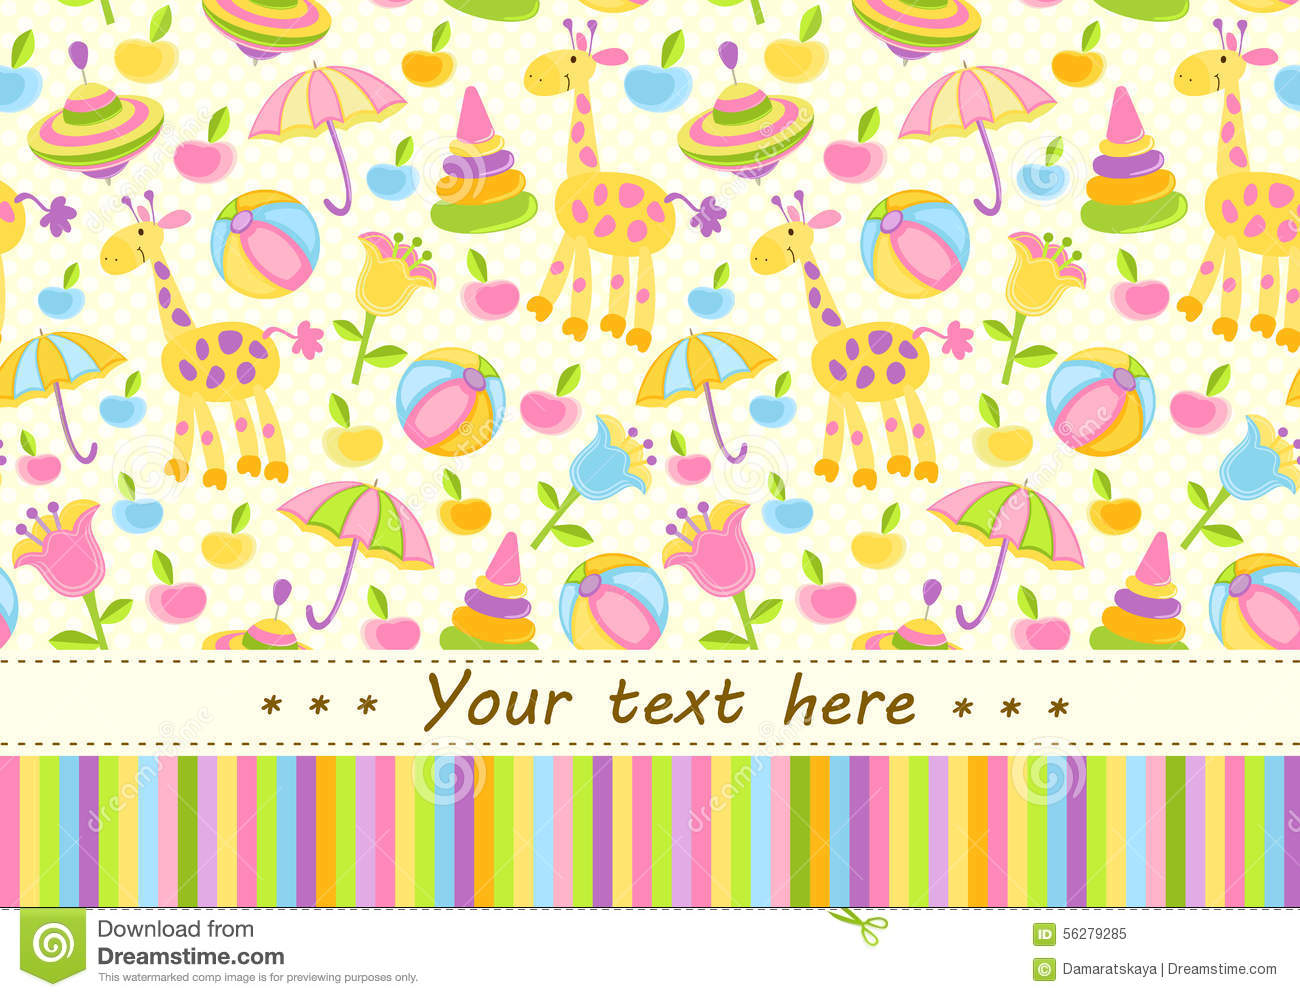 * * * Your text here * * *
Download from
Dreamstime.com
This watermarked comp image is for previewing purposes only.
ID 56279285
© Damaratskaya | Dreamstime.com